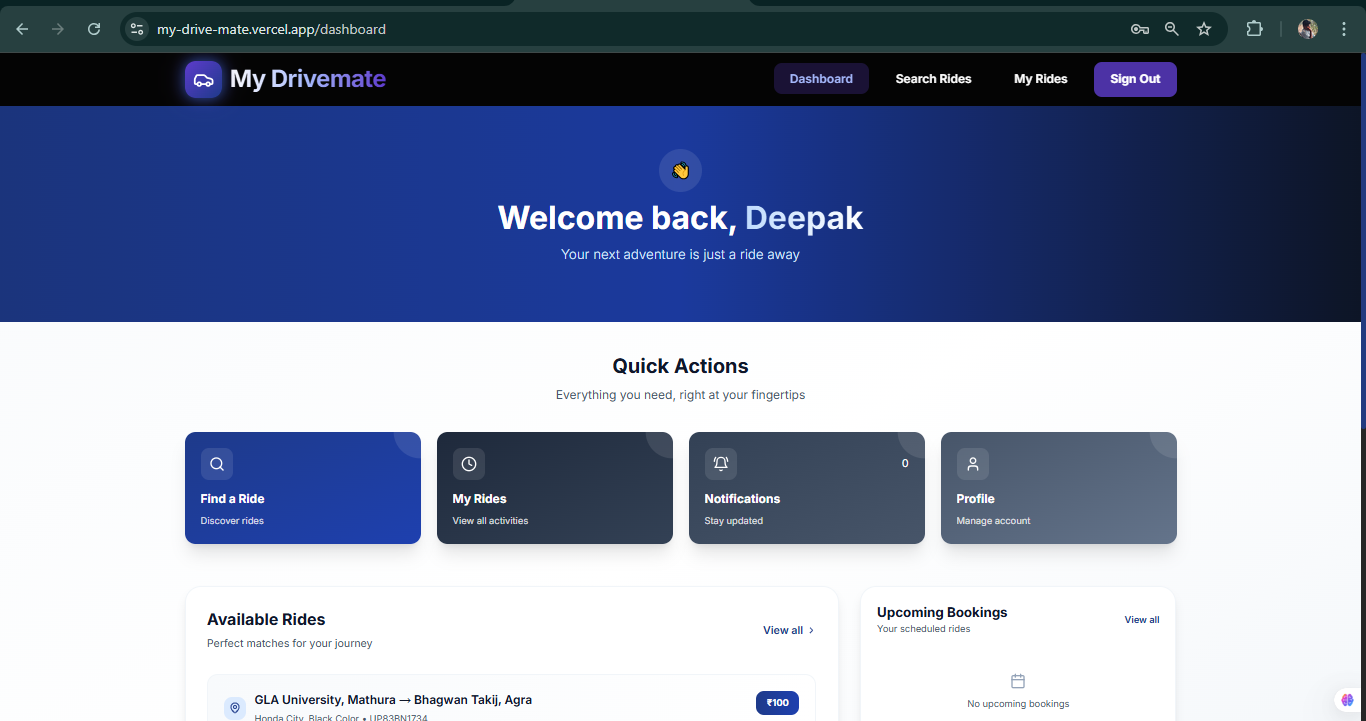 my-drive-mate.vercel.app/dashboard
My Drivemate
Dashboard
Search Rides
My Rides
Sign Out
Welcome back, Deepak
Your next adventure is just a ride away
Quick Actions
Everything you need, right at your fingertips
Find a Ride
Discover rides
My Rides
View all activities
0
Notifications
Stay updated
Profile
Manage account
Available Rides
Perfect matches for your journey
View all
GLA University, Mathura → Bhagwan Takij, Agra
Honda City, Black Color • UP83BN1734
₹100
Upcoming Bookings
Your scheduled rides
View all
No upcoming bookings